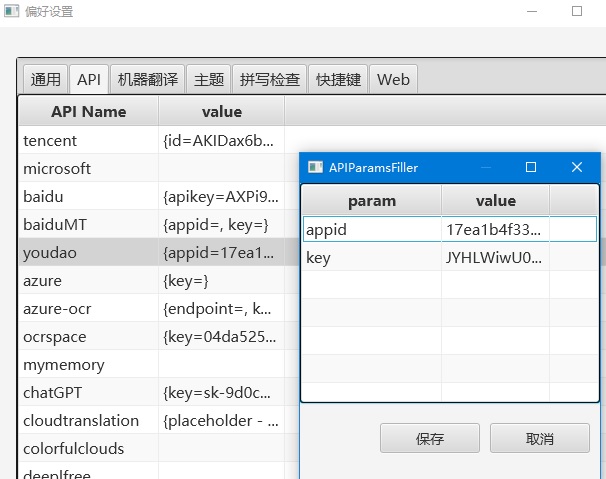 偏好设置
通用 API 机器翻译 主题 拼写检查 快捷键 Web
API Name value
tencent {id=AKIDax6b...
microsoft
baidu {apikey=AXPi9...
baiduMT {appid=, key=}
youdao {appid=17ea1...
azure {key=}
azure-ocr {endpoint=, k...
ocrspace {key=04da525...
mymemory
chatGPT {key=sk-9d0c...
cloudtranslation {placeholder - ...
colorfulclouds
deeplfree
APIParamsFiller
param value
appid 17ea1b4f33...
key JYHLWiwU0...
保存 取消